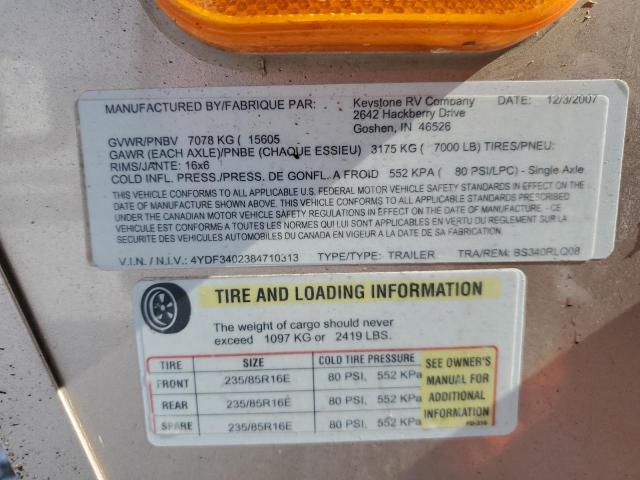 MANUFACTURED BY/FABRIQUE PAR: Keystone RV Company DATE: 12/3/2007
2642 Hackberry Drive
Goshen, IN 46526
GVWR/PNBV 7078 KG ( 15605
GAWR (EACH AXLE)/PNBE (CHAQUE ESSIEU) 3175 KG ( 7000 LB) TIRES/PNEU:
RIMS/JANTE: 16x6
COLD INFL. PRESS./PRESS. DE GONFL. A FROID 552 KPA ( 80 PSI/LPC) - Single Axle
THIS VEHICLE CONFORMS TO ALL APPLICABLE U.S. FEDERAL MOTOR VEHICLE SAFETY STANDARDS IN EFFECT ON THE
DATE OF MANUFACTURE SHOWN ABOVE. THIS VEHICLE CONFORMS TO ALL APPLICABLE STANDARDS PRESCRIBED
UNDER THE CANADIAN MOTOR VEHICLE SAFETY REGULATIONS IN EFFECT ON THE DATE OF MANUFACTURE - CE
VEHICULE EST CONFORME A TOUTES LES NORMES QUI LUI SONT APPLICABLES EN VERTU DU REGLEMENT SUR LA
SECURITE DES VEHICULES AUTOMOBILES DU CANADA EN VIGUEUR A LA DATE DE SA FABRICATION.
V.I.N. / N.I.V.: 4YDF3402384710313 TYPE/TYPE: TRAILER TRA/REM: BS340RLQ08
TIRE AND LOADING INFORMATION
The weight of cargo should never
exceed 1097 KG or 2419 LBS.
TIRE SIZE COLD TIRE PRESSURE
FRONT 235/85R16E 80 PSI, 552 KPa
REAR 235/85R16E 80 PSI, 552 KPa
SPARE 235/85R16E 80 PSI, 552 KPa
SEE OWNER'S
MANUAL FOR
ADDITIONAL
INFORMATION